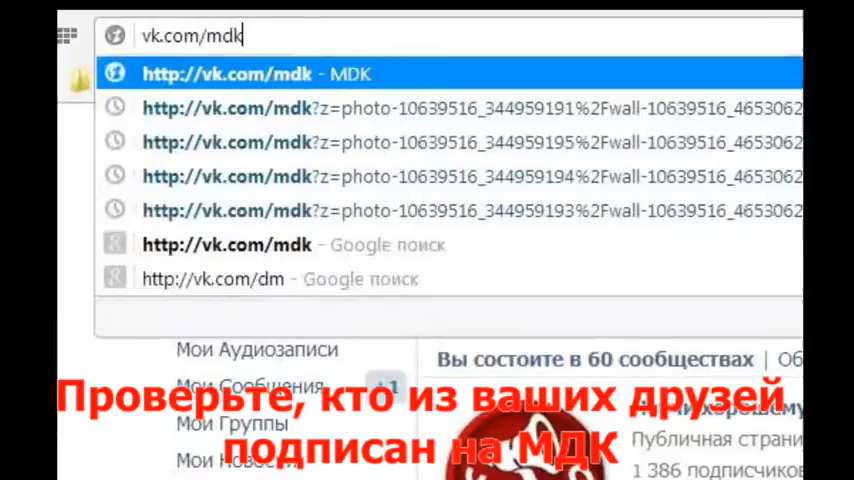 vk.com/mdk
http://vk.com/mdk - MDK
http://vk.com/mdk?z=photo-10639516_344959191%2Fwall-10639516_4653062
http://vk.com/mdk?z=photo-10639516_344959195%2Fwall-10639516_4653062
http://vk.com/mdk?z=photo-10639516_344959194%2Fwall-10639516_4653062
http://vk.com/mdk?z=photo-10639516_344959193%2Fwall-10639516_4653062
http://vk.com/mdk - Google поиск
http://vk.com/dm - Google поиск
Мои Аудиозаписи
Вы состоите в 60 сообществах | Об
Мои Сообщения +1
Проверьте, кто из ваших друзей
подписан на МДК
Мои Группы
Публичная страни
Мои
1 386 подписчиков